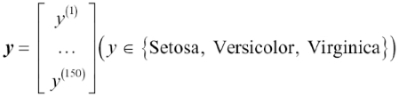 y = [ y^(1) … y^(150) ] (y ∈ {Setosa, Versicolor, Virginica})